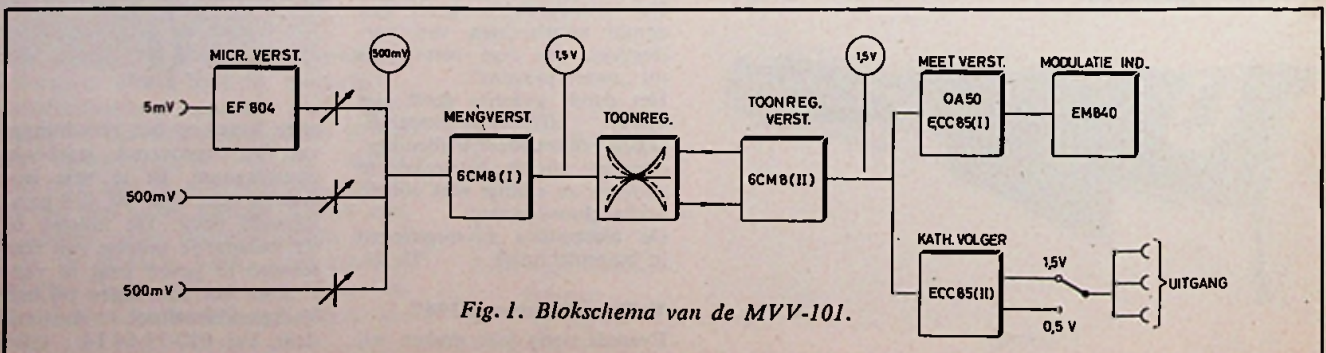 MICR. VERST.
5mV
EF 804
500mV
500mV
500mV
MENGVERST.
6CM8(I)
1,5V
TOONREG.
TOONREG.
VERST.
6CM8(II)
1,5V
MEET VERST.
OA50
ECC85(I)
MODULATIE IND.
EM840
KATH. VOLGER
ECC85(II)
1,5V
0,5 V
UITGANG
Fig. 1. Blokschema van de MVV-101.